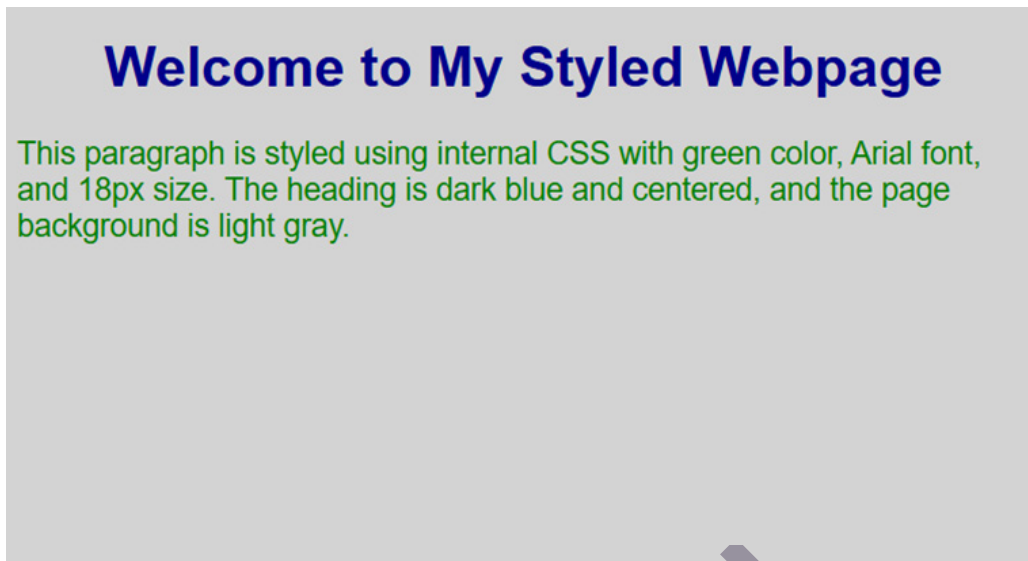 Welcome to My Styled Webpage
This paragraph is styled using internal CSS with green color, Arial font,
and 18px size. The heading is dark blue and centered, and the page
background is light gray.